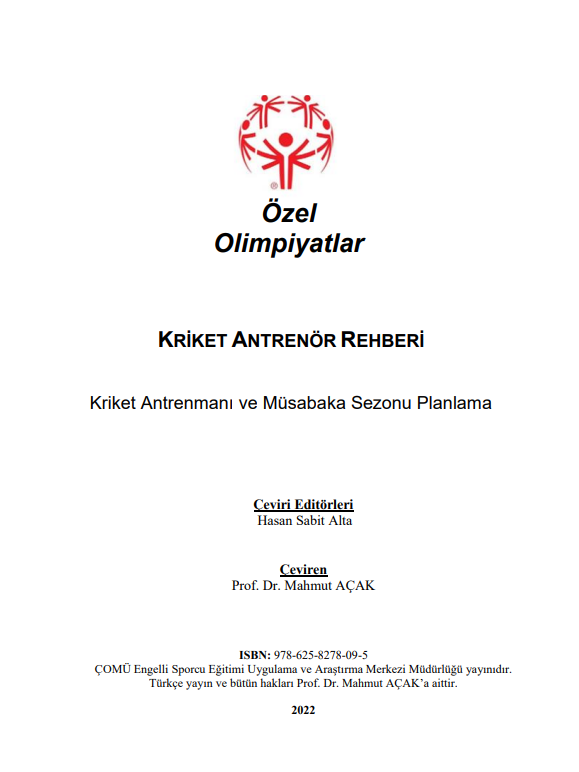 ®
Özel
Olimpiyatlar
KRİKET ANTRENÖR REHBERİ
Kriket Antrenmanı ve Müsabaka Sezonu Planlama
Çeviri Editörleri
Hasan Sabit Alta
Çeviren
Prof. Dr. Mahmut AÇAK
ISBN: 978-625-8278-09-5
ÇOMÜ Engelli Sporcu Eğitimi Uygulama ve Araştırma Merkezi Müdürlüğü yayınıdır.
Türkçe yayın ve bütün hakları Prof. Dr. Mahmut AÇAK’a aittir.
2022